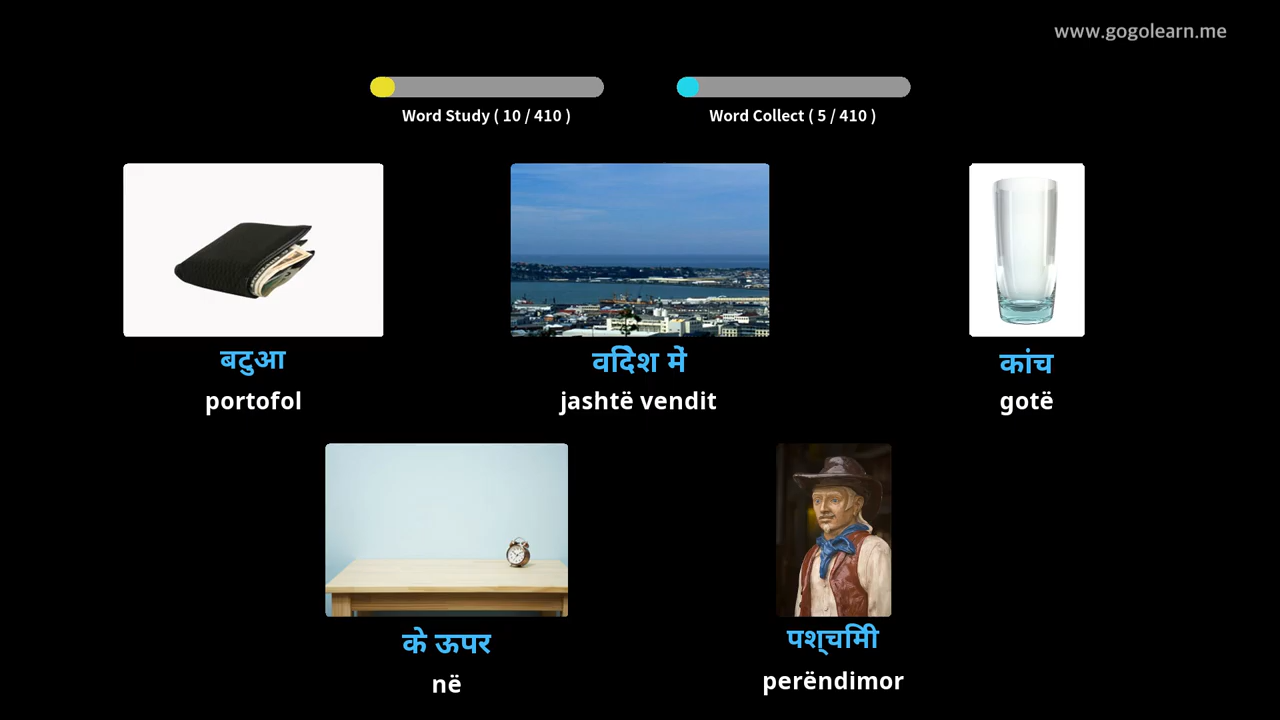 www.gogolearn.me
Word Study ( 10 / 410 )
Word Collect ( 5 / 410 )
बटुआ
विदेश में
कांच
portofol
jashtë vendit
gotë
के ऊपर
पश्चिमी
në
perëndimor